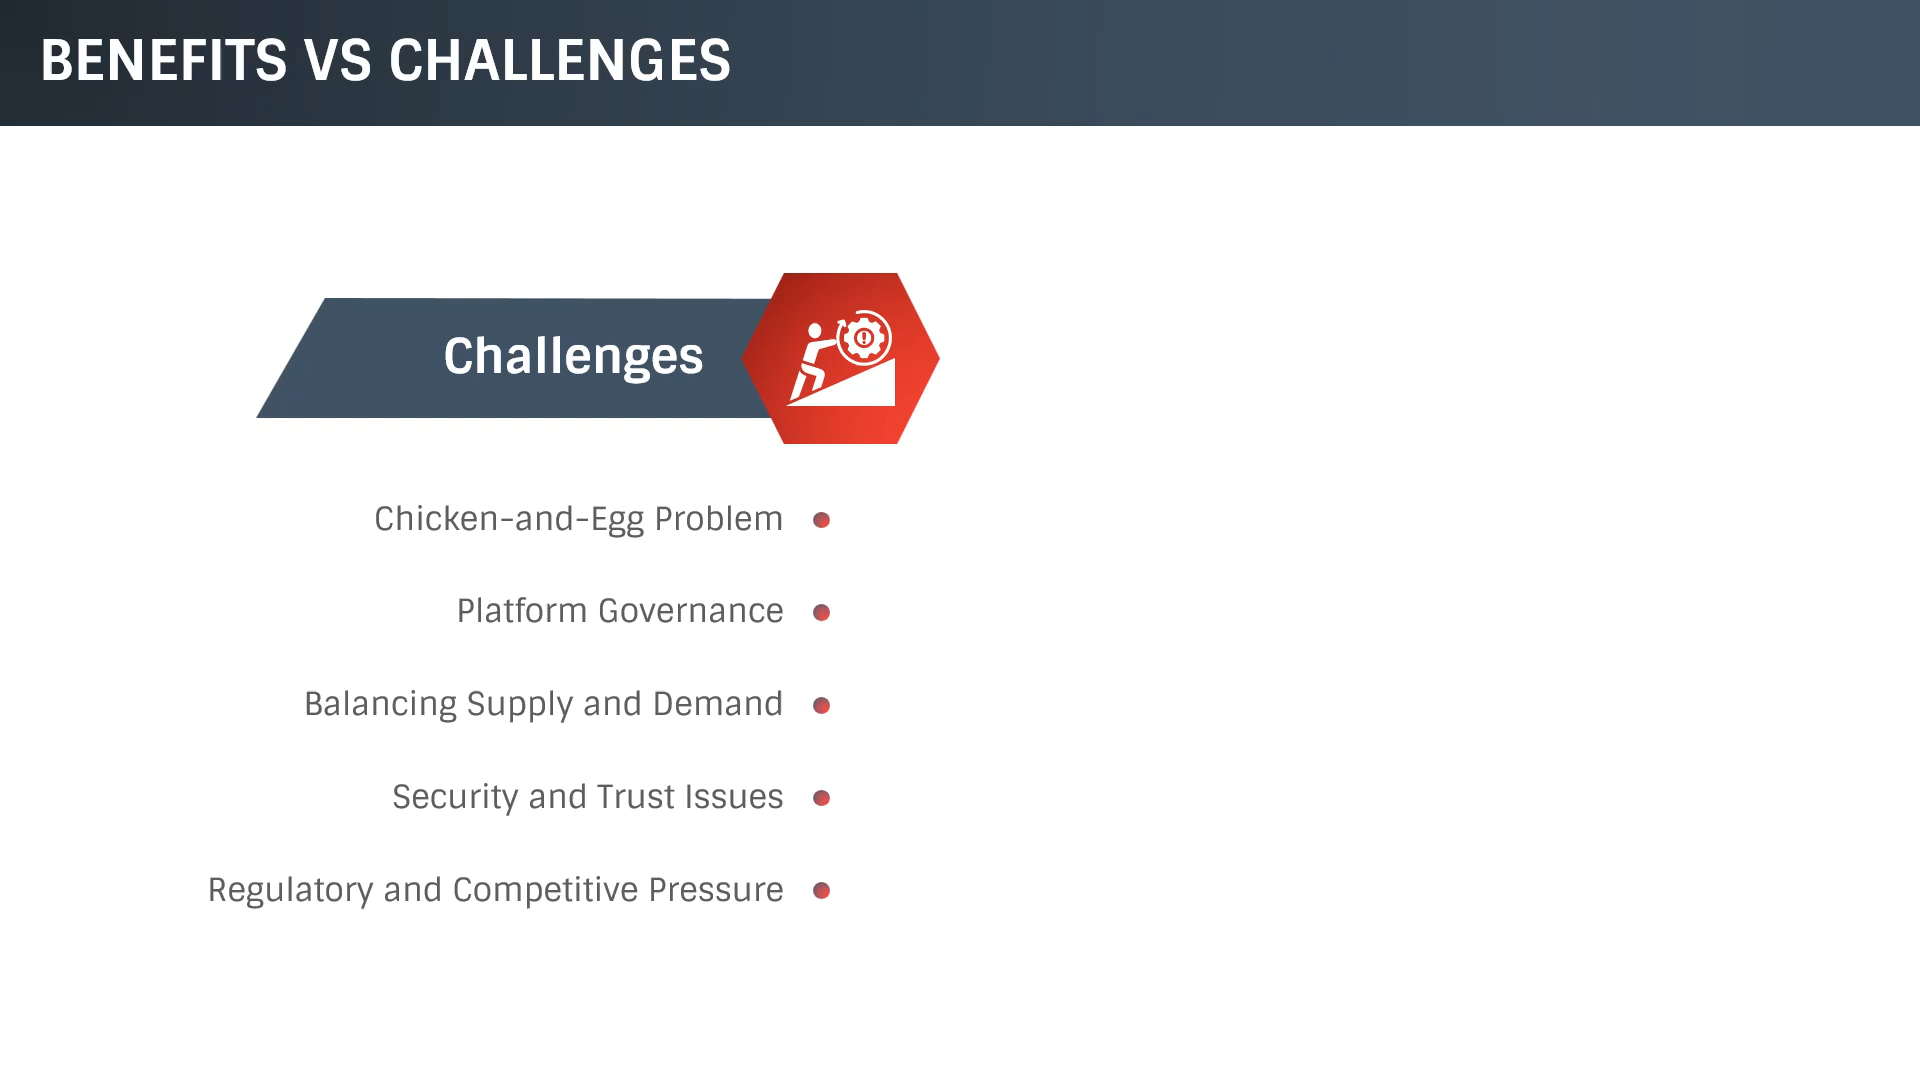 BENEFITS VS CHALLENGES
Challenges
Chicken-and-Egg Problem
Platform Governance
Balancing Supply and Demand
Security and Trust Issues
Regulatory and Competitive Pressure